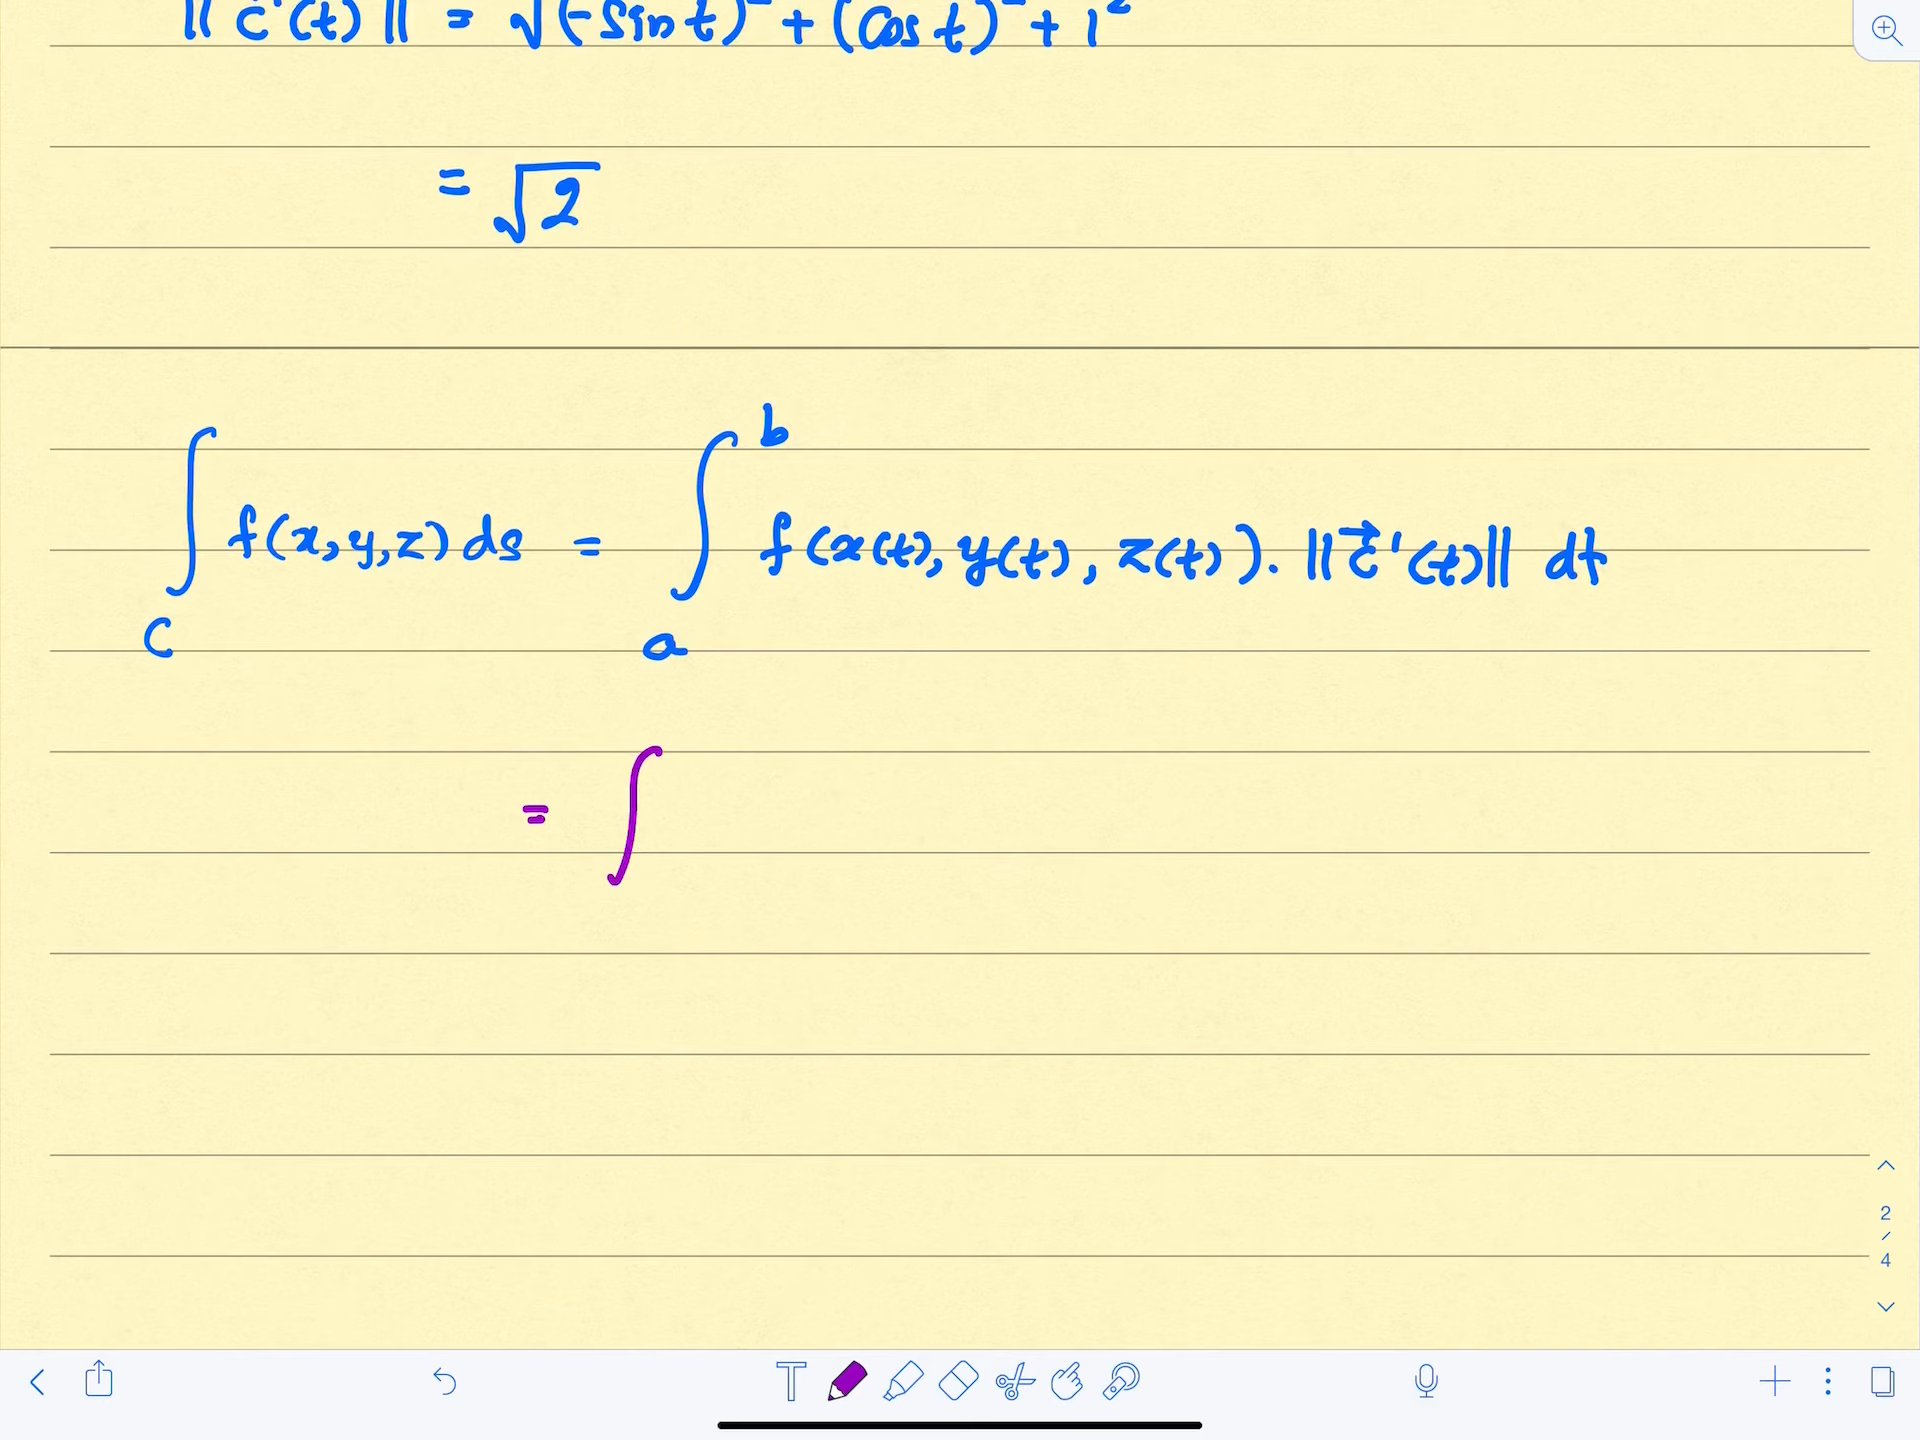 || c'(t) || = √(-sin t)² + (cos t)² + 1²
= √2
∫_C f(x,y,z) ds = ∫_a^b f(x(t), y(t), z(t)). ||c⃗'(t)|| dt
= ∫
2
/
4
T